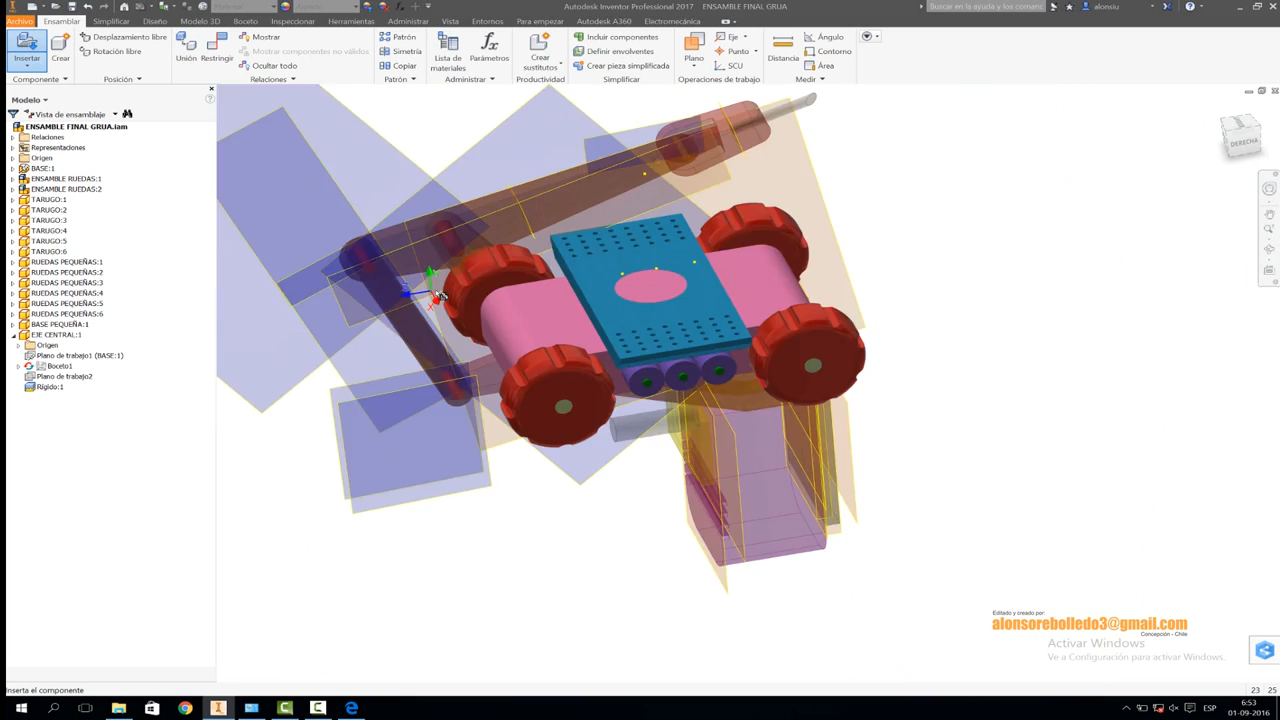 Autodesk Inventor Professional 2017 - ENSAMBLE FINAL GRUA
Buscar en la ayuda y los comanc
alonsiu
Archivo Ensamblar Simplificar Diseño Modelo 3D Boceto Inspeccionar Herramientas Administrar Vista Entornos Para empezar Autodesk A360 Electromecánica
Insertar
Crear
Desplazamiento libre
Rotación libre
Unión
Restringir
Mostrar
Mostrar componentes no válidos
Ocultar todo
Patrón
Simetría
Copiar
Lista de materiales
Parámetros
Crear sustitutos
Incluir componentes
Definir envolventes
Crear pieza simplificada
Plano
Eje
Punto
SCU
Distancia
Ángulo
Contorno
Área
Componente Posición Relaciones Patrón Administrar Productividad Simplificar Operaciones de trabajo Medir
Modelo
Vista de ensamblaje
ENSAMBLE FINAL GRUA.iam
Relaciones
Representaciones
Origen
BASE:1
ENSAMBLE RUEDAS:1
ENSAMBLE RUEDAS:2
TARUGO:1
TARUGO:2
TARUGO:3
TARUGO:4
TARUGO:5
TARUGO:6
RUEDAS PEQUEÑAS:1
RUEDAS PEQUEÑAS:2
RUEDAS PEQUEÑAS:3
RUEDAS PEQUEÑAS:4
RUEDAS PEQUEÑAS:5
RUEDAS PEQUEÑAS:6
BASE PEQUEÑA:1
EJE CENTRAL:1
Origen
Plano de trabajo1 (BASE:1)
Boceto1
Plano de trabajo2
Rígido:1
DERECHA
X
Editado y creado por:
alonsorebolledo3@gmail.com
Concepción - Chile
Activar Windows
Ve a Configuración para activar Windows.
Inserta el componente
23 25
ESP
6:53
01-09-2016